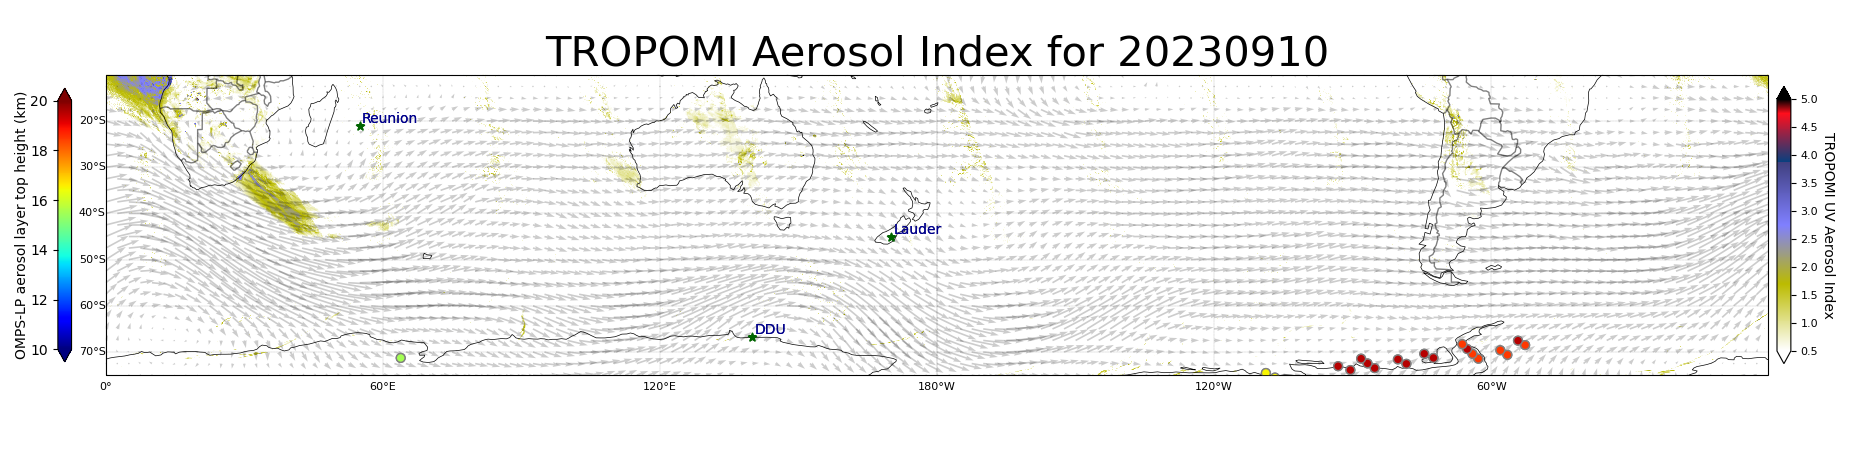 TROPOMI Aerosol Index for 20230910
OMPS-LP aerosol layer top height (km)
20
18
16
14
12
10
20°S
30°S
40°S
50°S
60°S
70°S
0°
60°E
120°E
180°W
120°W
60°W
Reunion
Lauder
DDU
5.0
4.5
4.0
3.5
3.0
2.5
2.0
1.5
1.0
0.5
TROPOMI UV Aerosol Index